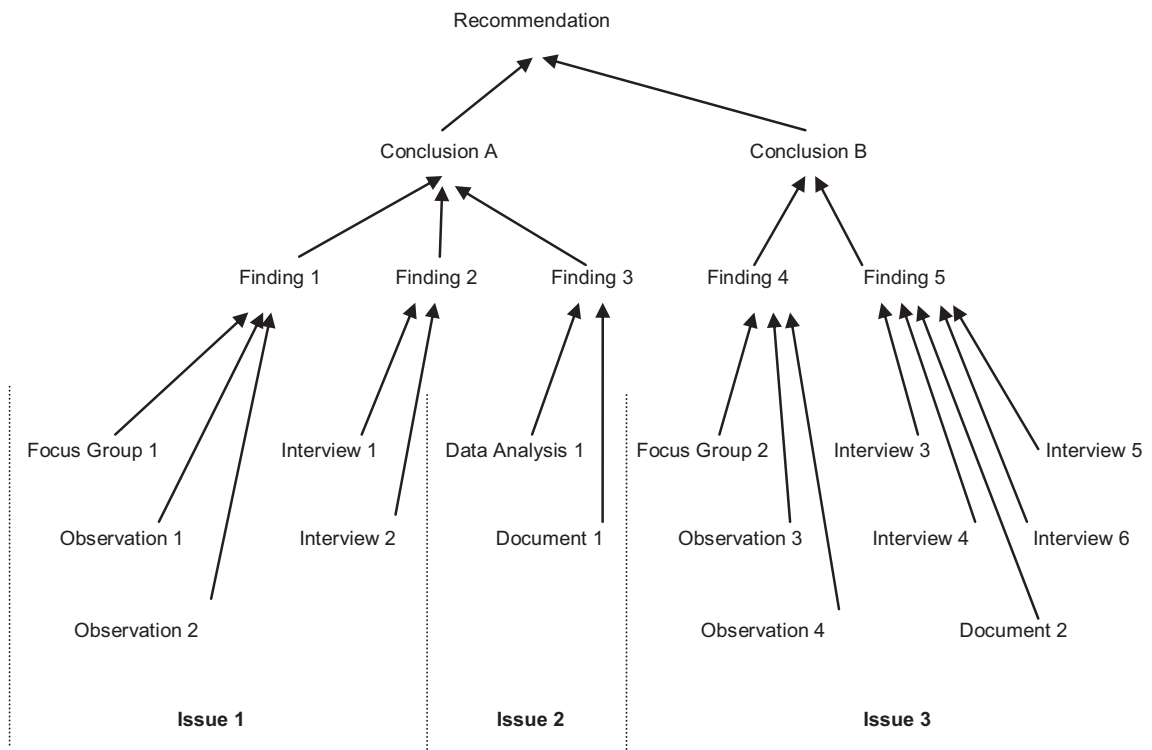 Recommendation
Conclusion A
Conclusion B
Finding 1
Finding 2
Finding 3
Finding 4
Finding 5
Focus Group 1
Interview 1
Data Analysis 1
Focus Group 2
Interview 3
Interview 5
Observation 1
Interview 2
Document 1
Observation 3
Interview 4
Interview 6
Observation 2
Observation 4
Document 2
Issue 1
Issue 2
Issue 3